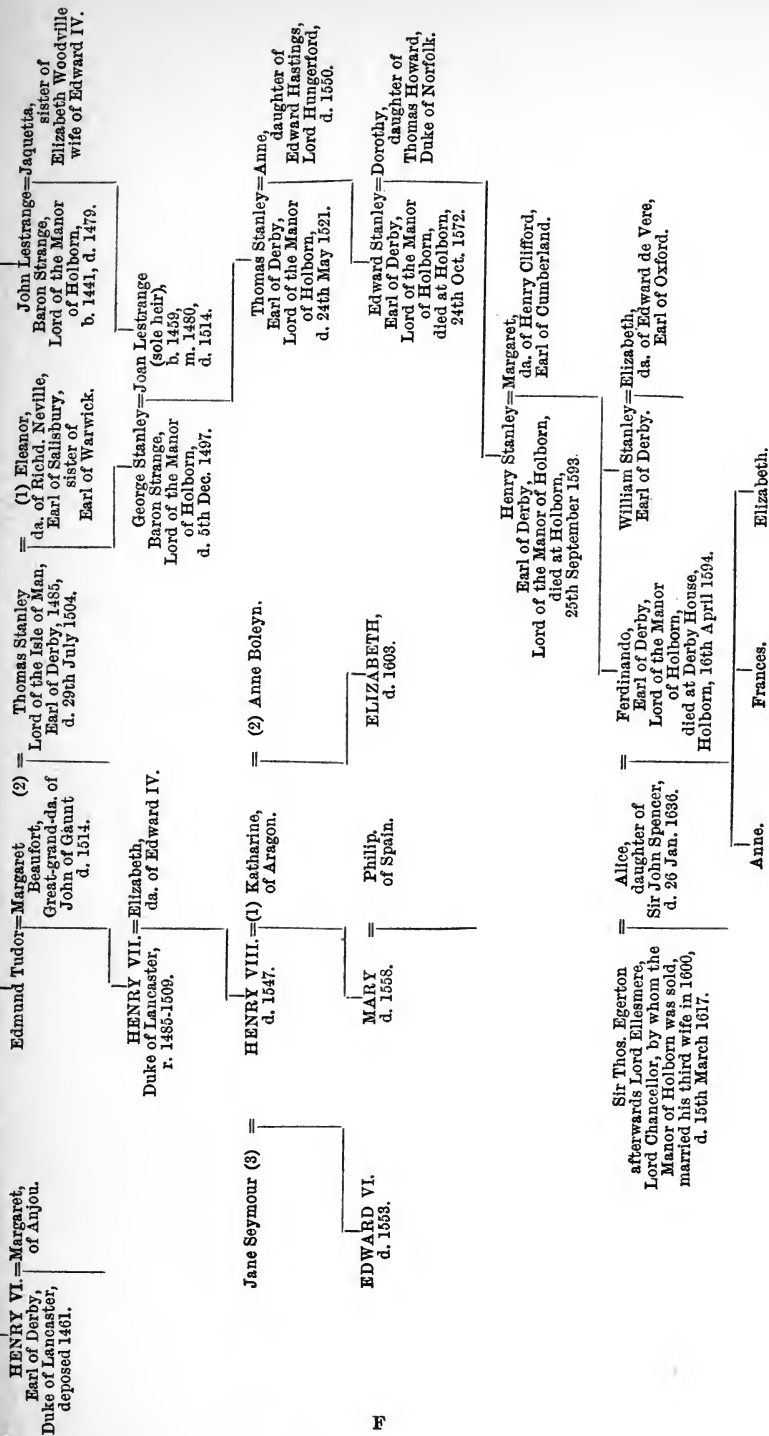 HENRY VI.=Margaret,
Earl of Derby, of Anjou.
Duke of Lancaster,
deposed 1461.
Edmund Tudor=Margaret
Beaufort,
Great-grand-da. of
John of Gaunt
d. 1514.
(2) = Thomas Stanley
Lord of the Isle of Man,
Earl of Derby, 1485,
d. 29th July 1504.
= (1) Eleanor,
da. of Richd. Neville,
Earl of Salisbury,
sister of
Earl of Warwick.
John Lestrange=Jaquetta,
Baron Strange, sister of
Lord of the Manor Elizabeth Woodville
of Holborn, wife of Edward IV.
b. 1441, d. 1479.
HENRY VII.=Elizabeth,
Duke of Lancaster, da. of Edward IV.
r. 1485-1509.
George Stanley=Joan Lestrange
Baron Strange, (sole heir),
Lord of the Manor b. 1459,
of Holborn, m. 1480,
d. 5th Dec. 1497. d. 1514.
Jane Seymour (3) = HENRY VIII.=(1) Katharine,
d. 1547. of Aragon.
= (2) Anne Boleyn.
Thomas Stanley=Anne,
Earl of Derby, daughter of
Lord of the Manor Edward Hastings,
of Holborn, Lord Hungerford,
d. 24th May 1521. d. 1550.
EDWARD VI.
d. 1553.
MARY = Philip.
d. 1558. of Spain.
ELIZABETH,
d. 1603.
Edward Stanley=Dorothy,
Earl of Derby, daughter of
Lord of the Manor Thomas Howard,
of Holborn, Duke of Norfolk.
died at Holborn,
24th Oct. 1572.
Henry Stanley=Margaret,
Earl of Derby, da. of Henry Clifford,
Lord of the Manor of Holborn, Earl of Cumberland.
died at Holborn,
25th September 1593.
Sir Thos. Egerton
afterwards Lord Ellesmere,
Lord Chancellor, by whom the
Manor of Holborn was sold,
married his third wife in 1600,
d. 15th March 1617.
= Alice,
daughter of
Sir John Spencer,
d. 26 Jan. 1636.
= Ferdinando,
Earl of Derby,
Lord of the Manor
of Holborn,
died at Derby House,
Holborn, 16th April 1594.
William Stanley=Elizabeth,
Earl of Derby. da. of Edward de Vere,
Earl of Oxford.
Anne. Frances. Elizabeth.
F